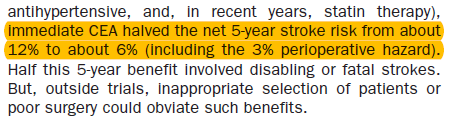 antihypertensive, and, in recent years, statin therapy),
immediate CEA halved the net 5-year stroke risk from about
12% to about 6% (including the 3% perioperative hazard).
Half this 5-year benefit involved disabling or fatal strokes.
But, outside trials, inappropriate selection of patients or
poor surgery could obviate such benefits.